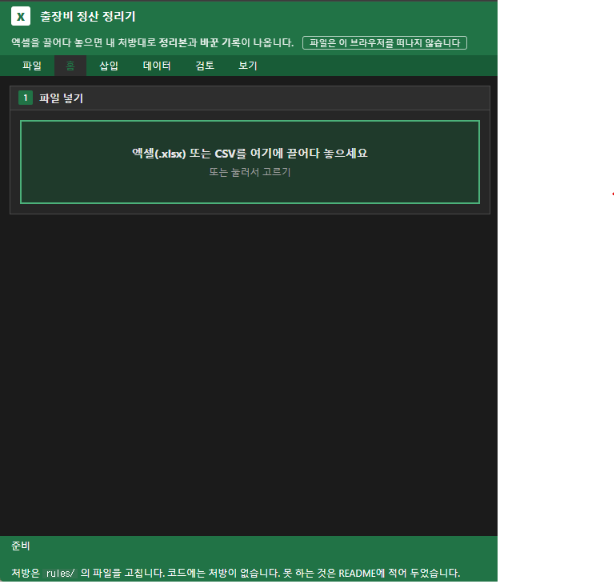 X 출장비 정산 정리기
엑셀을 끌어다 놓으면 내 처방대로 정리본과 바꾼 기록이 나옵니다. 파일은 이 브라우저를 떠나지 않습니다
파일 홈 삽입 데이터 검토 보기
1 파일 넣기
엑셀(.xlsx) 또는 CSV를 여기에 끌어다 놓으세요
또는 눌러서 고르기
준비
처방은 rules/ 의 파일을 고칩니다. 코드에는 처방이 없습니다. 못 하는 것은 README에 적어 두었습니다.